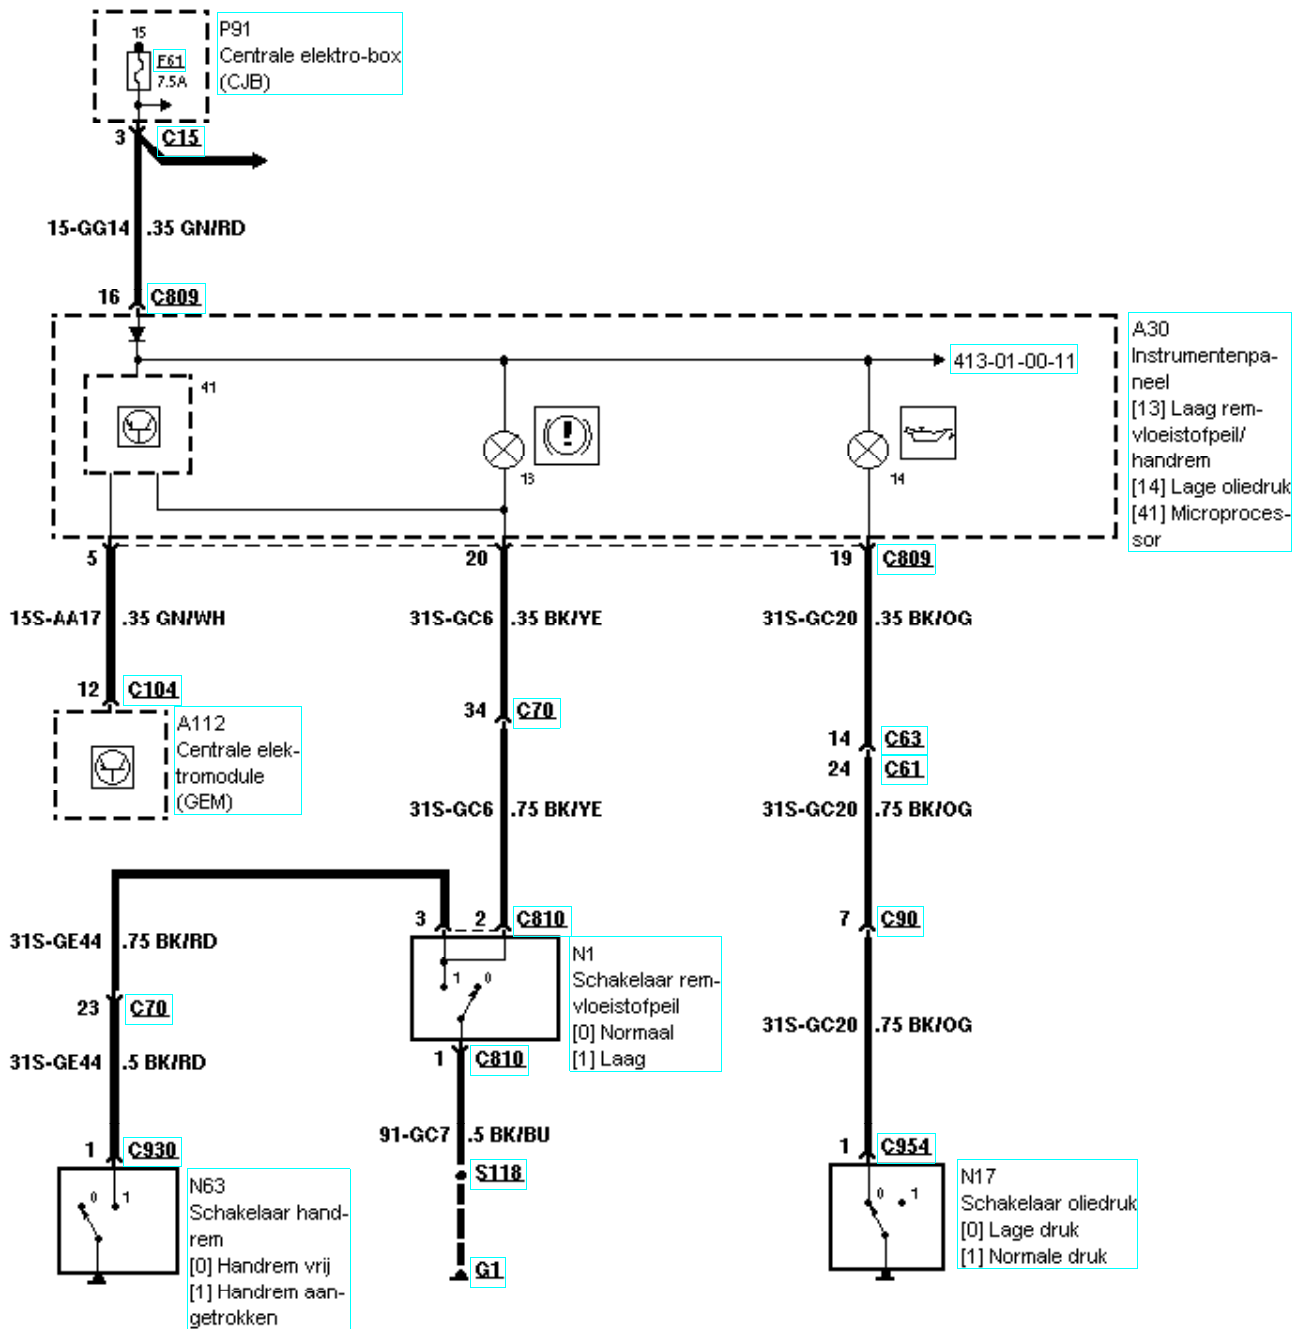 P91
Centrale elektro-box
(CJB)
15
F61
7.5A
3 C15
15-GG14 .35 GN/RD
16 C809
A30
Instrumentenpa-
neel
[13] Laag rem-
vloeistofpeil/
handrem
[14] Lage oliedruk
[41] Microproces-
sor
413-01-00-11
41
13
14
5 20 19 C809
15S-AA17 .35 GN/WH 31S-GC6 .35 BK/YE 31S-GC20 .35 BK/OG
12 C104
34 C70
14 C63
24 C61
A112
Centrale elek-
tromodule
(GEM)
31S-GC6 .75 BK/YE 31S-GC20 .75 BK/OG
3 2 C810
7 C90
31S-GE44 .75 BK/RD
N1
Schakelaar rem-
vloeistofpeil
[0] Normaal
[1] Laag
1 0
23 C70
31S-GC20 .75 BK/OG
31S-GE44 .5 BK/RD
1 C810
91-GC7 .5 BK/BU
1 C930
1 C954
S118
0 1
N63
Schakelaar hand-
rem
[0] Handrem vrij
[1] Handrem aan-
getrokken
G1
0 1
N17
Schakelaar oliedruk
[0] Lage druk
[1] Normale druk